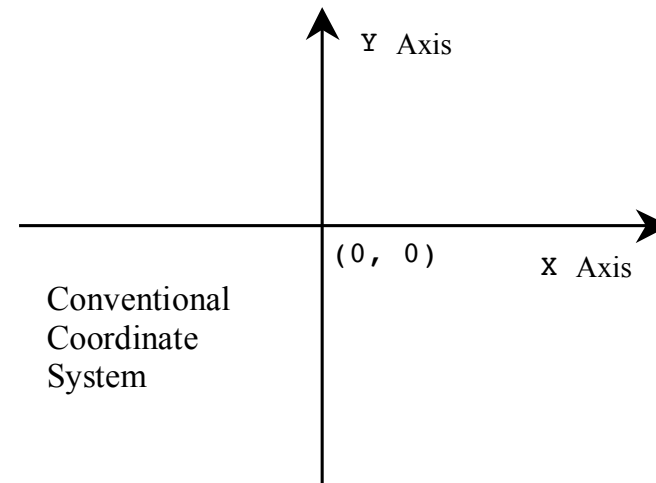 Y Axis
(0, 0)
X Axis
Conventional
Coordinate
System